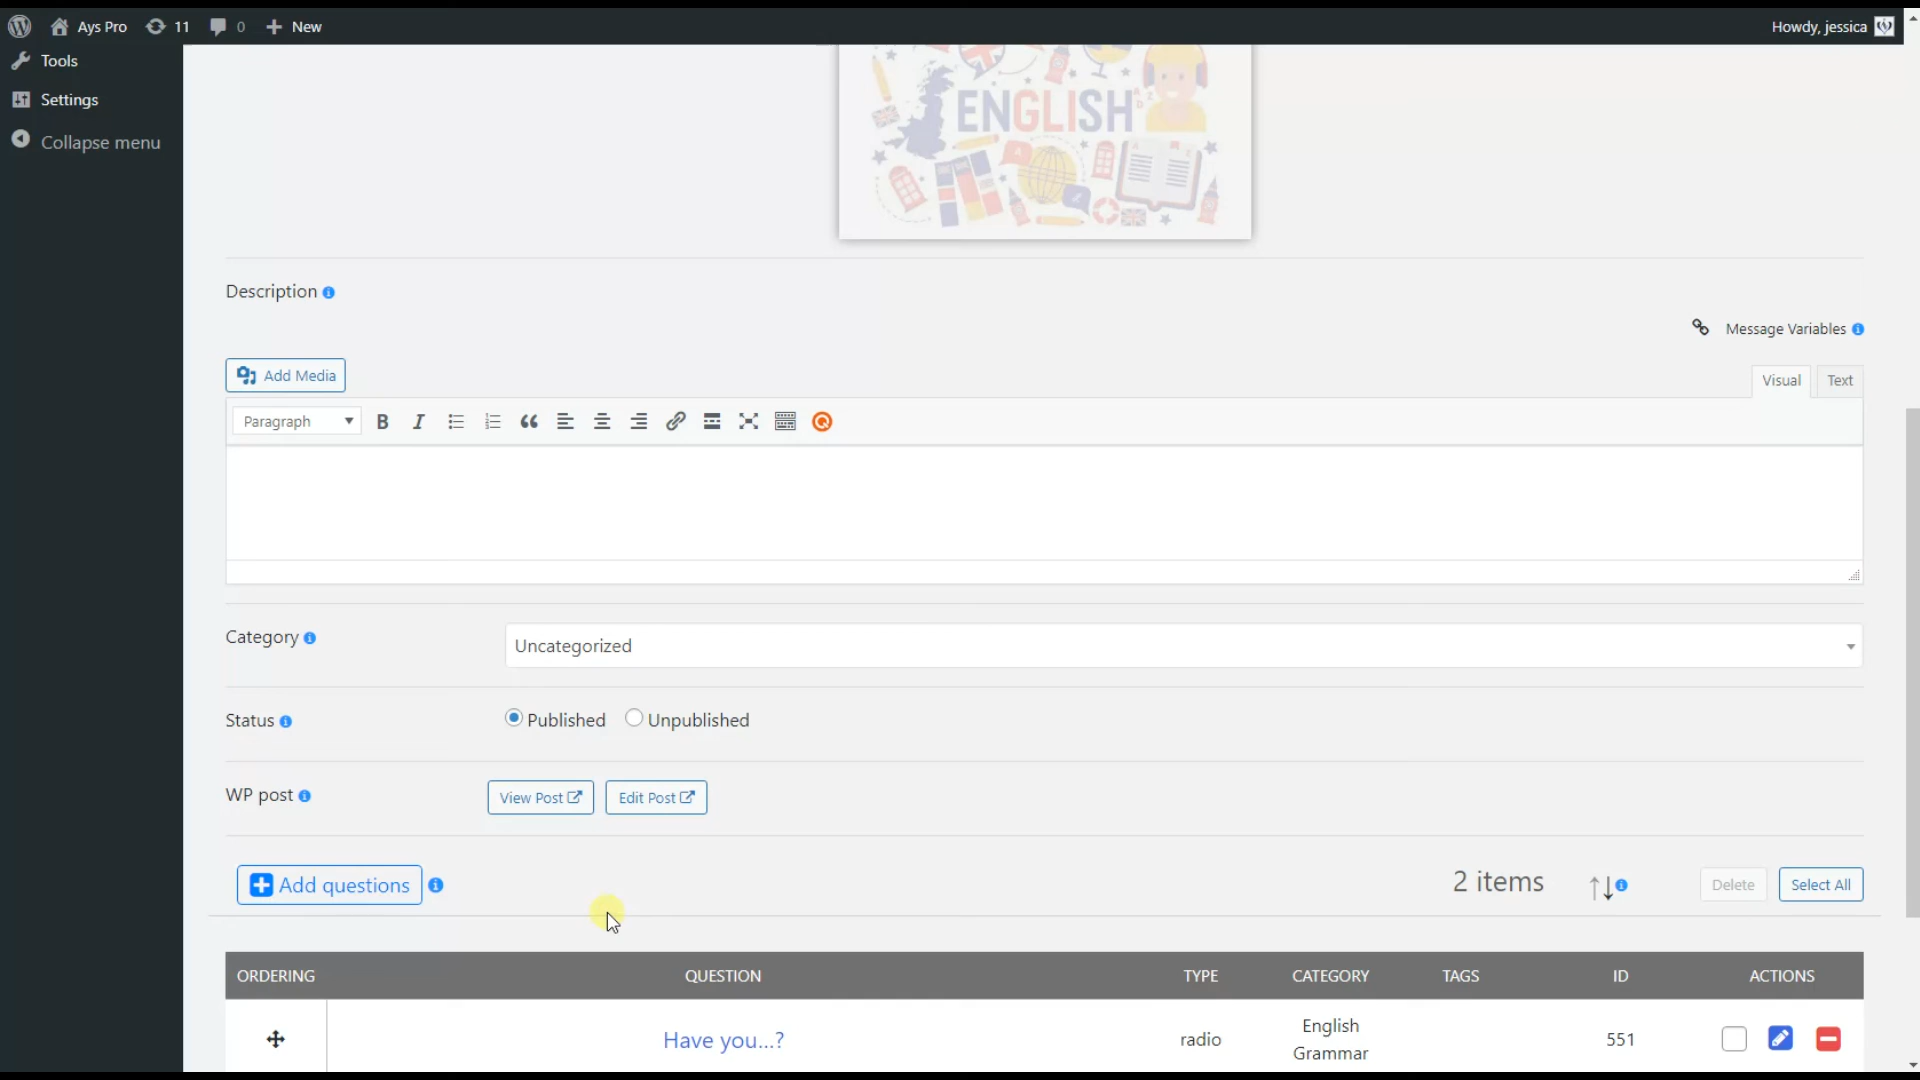 Ays Pro 11 0 New Howdy, jessica
Tools
Settings
Collapse menu
ENGLISH
Description
Message Variables
Add Media Visual Text
Paragraph
Category Uncategorized
Status Published Unpublished
WP post View Post Edit Post
Add questions 2 items Delete Select All
ORDERING QUESTION TYPE CATEGORY TAGS ID ACTIONS
Have you...? radio English Grammar 551